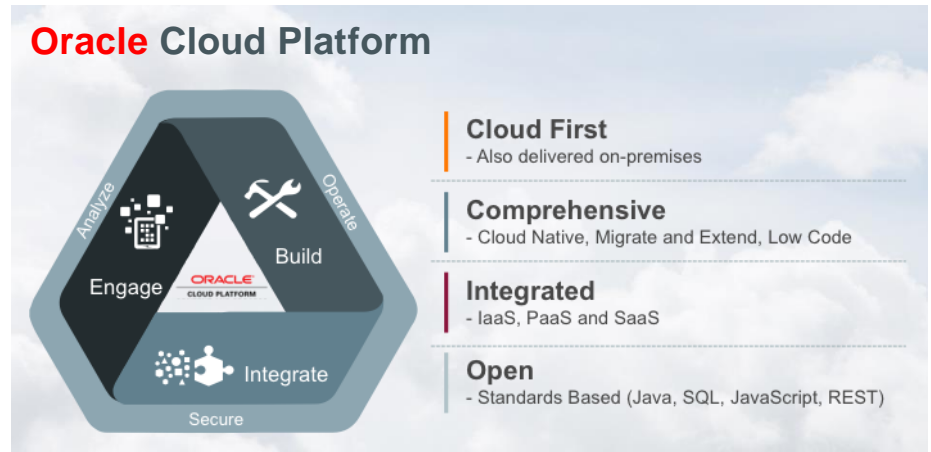 Oracle Cloud Platform
Analyze
Operate
Engage
Build
ORACLE
CLOUD PLATFORM
Integrate
Secure
Cloud First
- Also delivered on-premises
Comprehensive
- Cloud Native, Migrate and Extend, Low Code
Integrated
- IaaS, PaaS and SaaS
Open
- Standards Based (Java, SQL, JavaScript, REST)